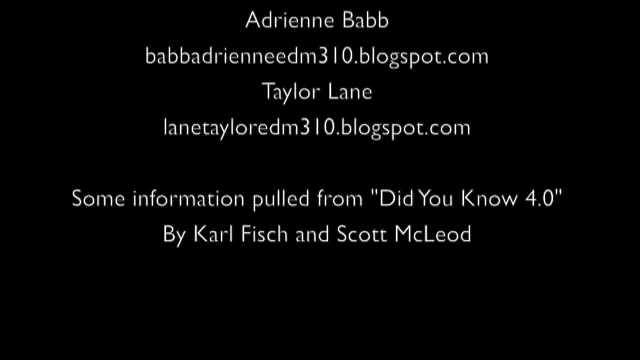 Adrienne Babb
babbadrienneedm310.blogspot.com
Taylor Lane
lanetayloredm310.blogspot.com
Some information pulled from "Did You Know 4.0"
By Karl Fisch and Scott McLeod